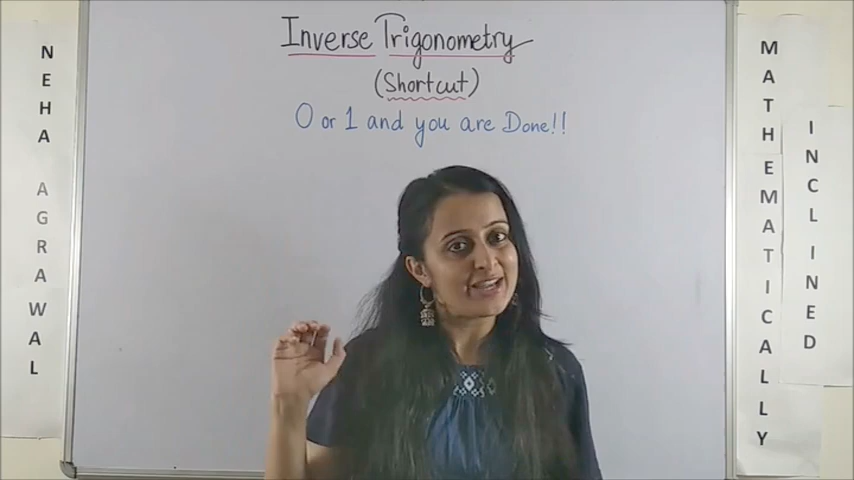 Inverse Trigonometry
(Shortcut)
0 or 1 and you are Done!!
NEHA AGRAWAL
MATHEMATICALLY
INCLINED